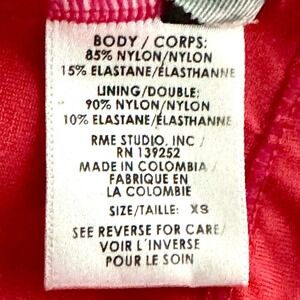 BODY / CORPS:
85% NYLON/NYLON
15% ELASTANE/ÉLASTHANNE
LINING/DOUBLE:
90% NYLON/NYLON
10% ELASTANE/ÉLASTHANNE
RME STUDIO, INC /
RN 139252
MADE IN COLOMBIA /
FABRIQUE EN
LA COLOMBIE
SIZE/TAILLE: XS
SEE REVERSE FOR CARE/
VOIR L'INVERSE
POUR LE SOIN